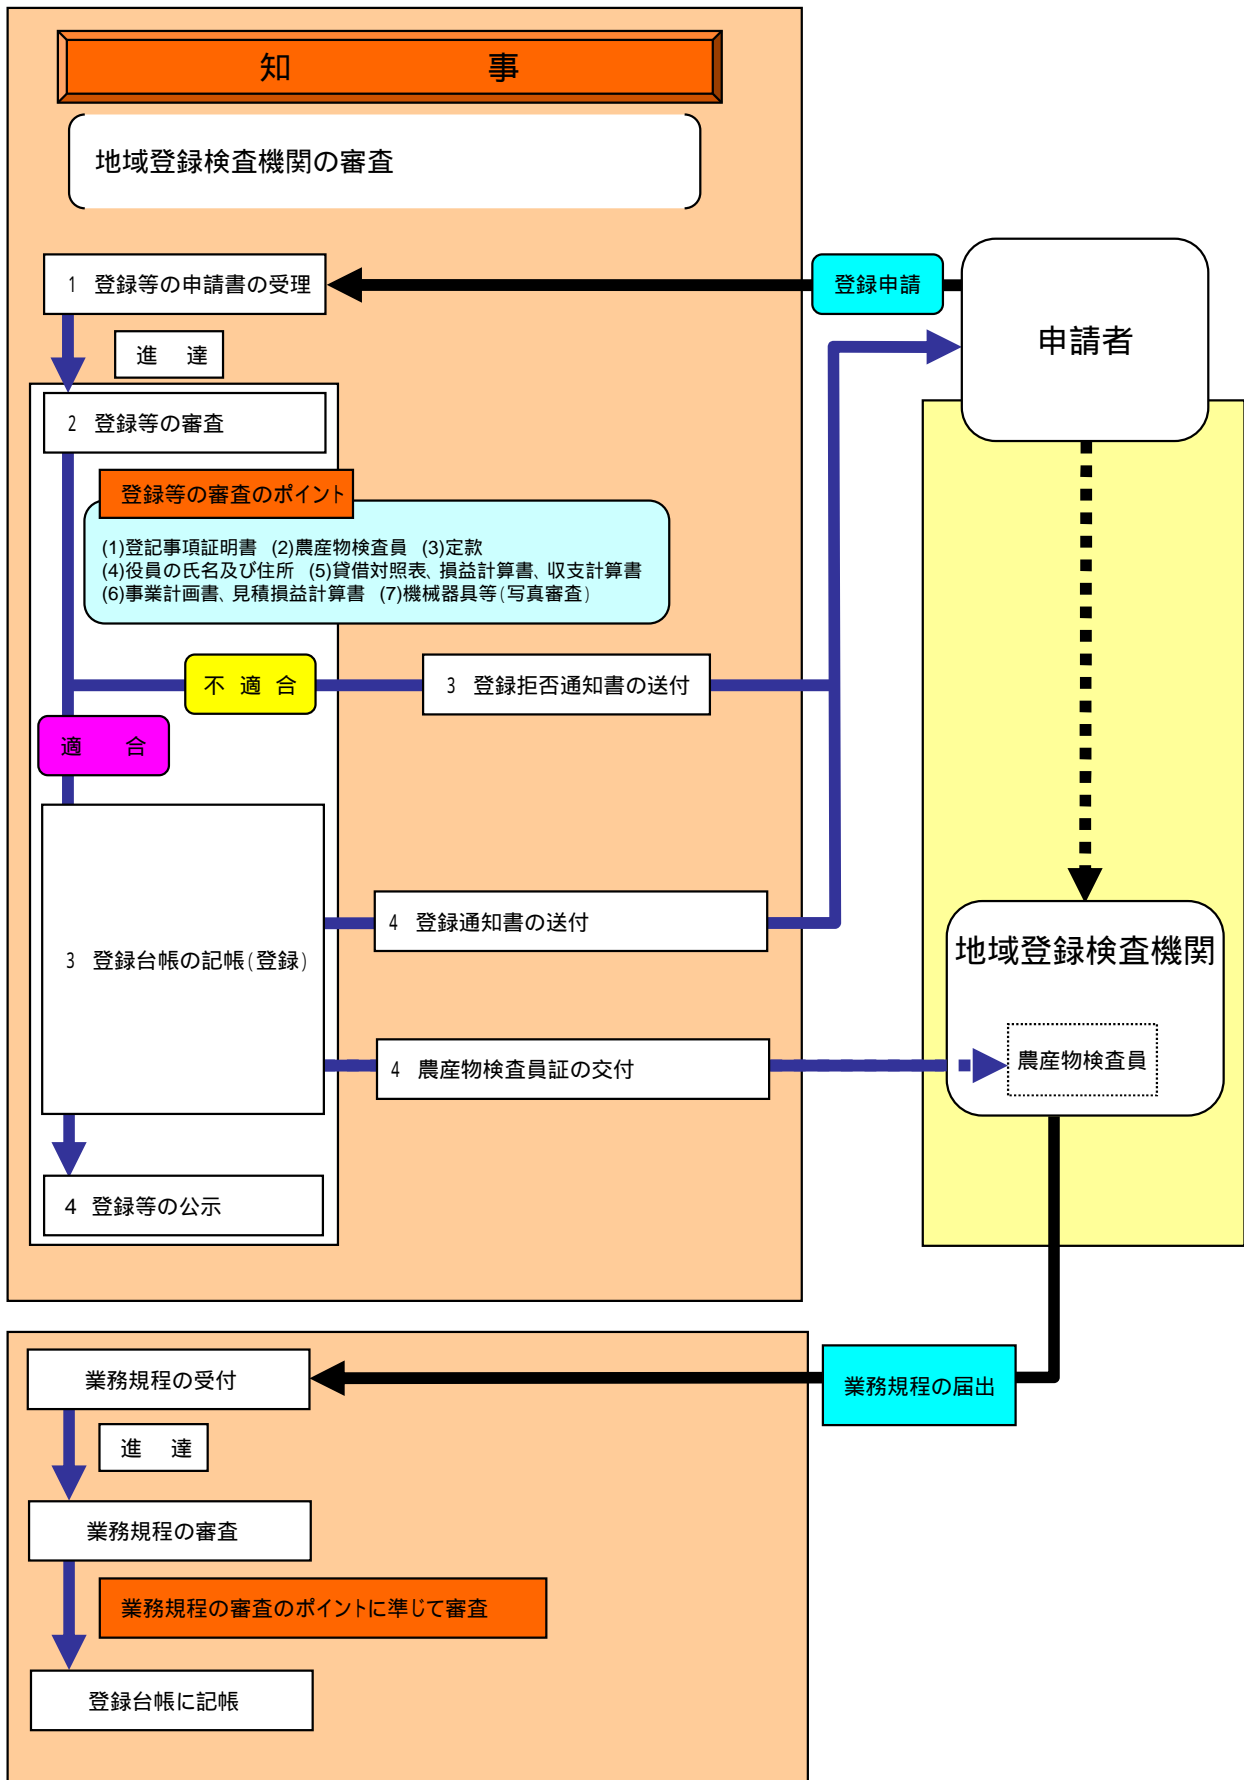 知 事
地域登録検査機関の審査
1 登録等の申請書の受理
登録申請
申請者
進 達
2 登録等の審査
登録等の審査のポイント
(1)登記事項証明書 (2)農産物検査員 (3)定款
(4)役員の氏名及び住所 (5)貸借対照表、損益計算書、収支計算書
(6)事業計画書、見積損益計算書 (7)機械器具等(写真審査)
不 適 合
3 登録拒否通知書の送付
適 合
3 登録台帳の記帳(登録)
4 登録通知書の送付
地域登録検査機関
4 農産物検査員証の交付
農産物検査員
4 登録等の公示
業務規程の受付
業務規程の届出
進 達
業務規程の審査
業務規程の審査のポイントに準じて審査
登録台帳に記帳